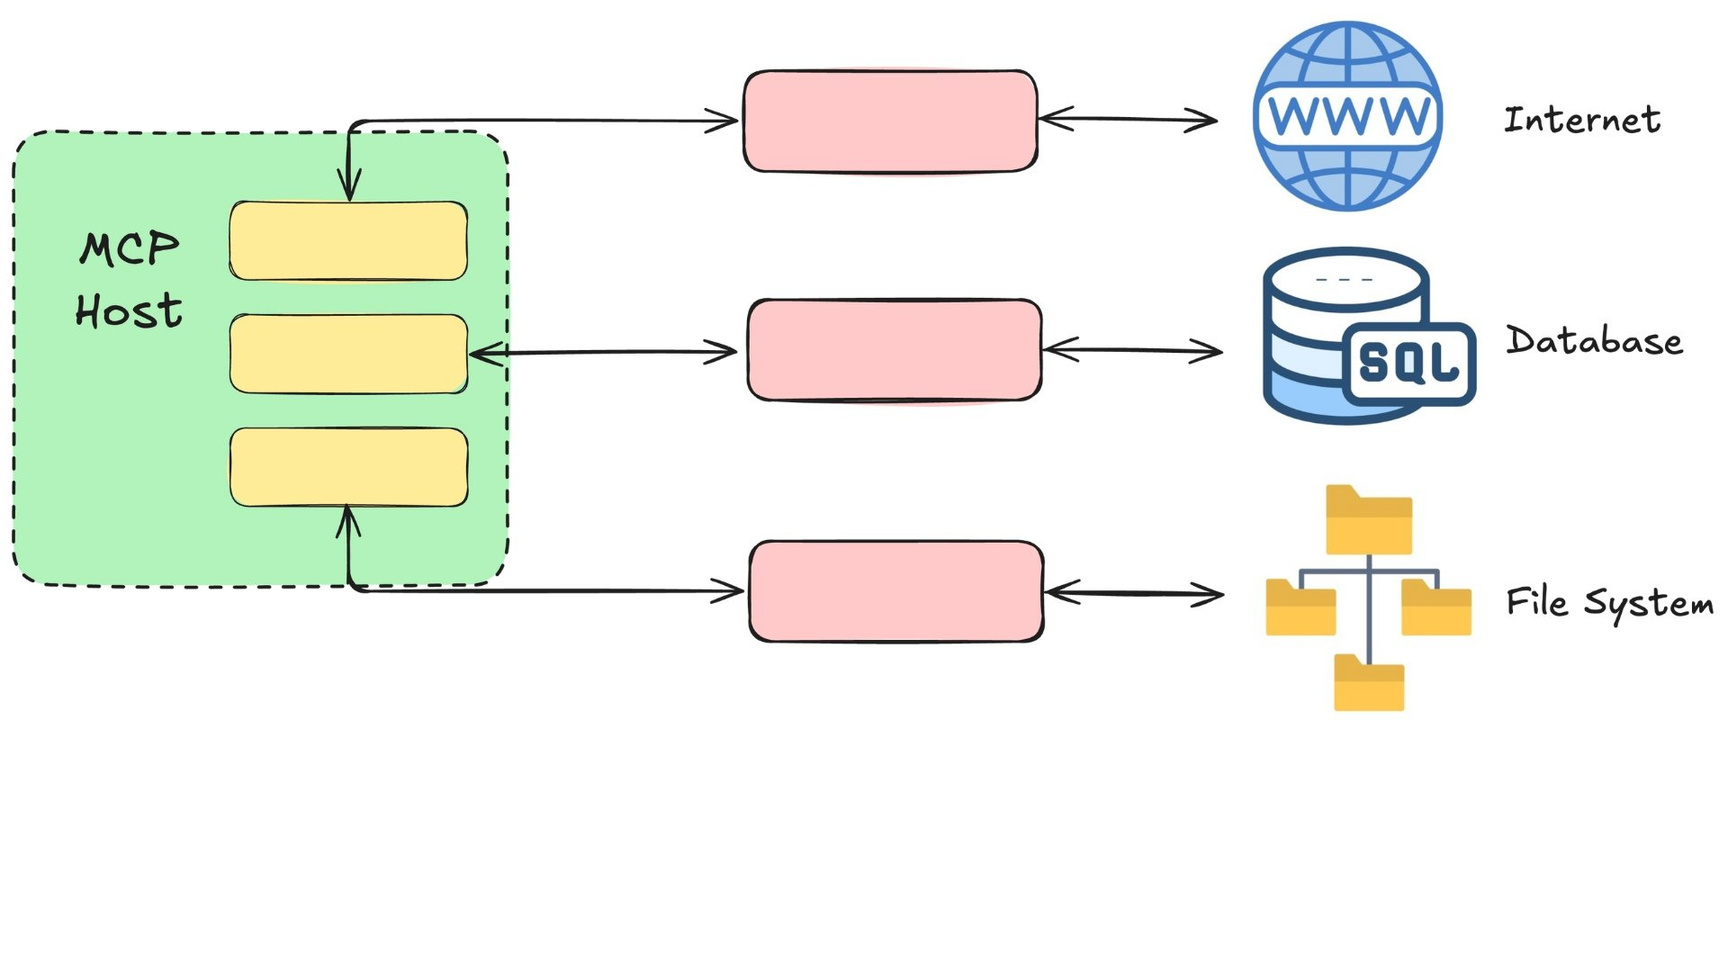 WWW
Internet
MCP
Host
Database
SQL
File System